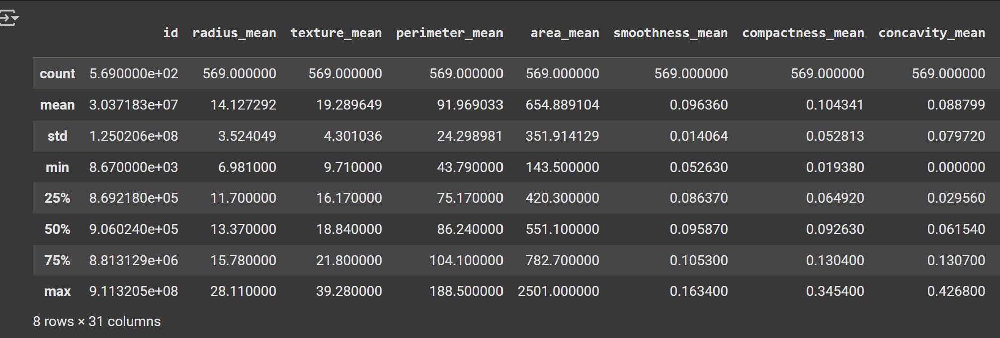 id radius_mean texture_mean perimeter_mean area_mean smoothness_mean compactness_mean concavity_mean
count 5.690000e+02 569.000000 569.000000 569.000000 569.000000 569.000000 569.000000 569.000000
mean 3.037183e+07 14.127292 19.289649 91.969033 654.889104 0.096360 0.104341 0.088799
std 1.250206e+08 3.524049 4.301036 24.298981 351.914129 0.014064 0.052813 0.079720
min 8.670000e+03 6.981000 9.710000 43.790000 143.500000 0.052630 0.019380 0.000000
25% 8.692180e+05 11.700000 16.170000 75.170000 420.300000 0.086370 0.064920 0.029560
50% 9.060240e+05 13.370000 18.840000 86.240000 551.100000 0.095870 0.092630 0.061540
75% 8.813129e+06 15.780000 21.800000 104.100000 782.700000 0.105300 0.130400 0.130700
max 9.113205e+08 28.110000 39.280000 188.500000 2501.000000 0.163400 0.345400 0.426800
8 rows × 31 columns